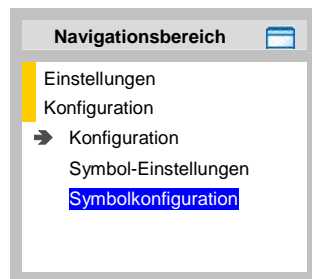 Navigationsbereich
Einstellungen
Konfiguration
Konfiguration
Symbol-Einstellungen
Symbolkonfiguration